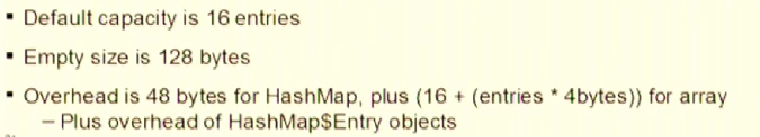 ▪ Default capacity is 16 entries
▪ Empty size is 128 bytes
▪ Overhead is 48 bytes for HashMap, plus (16 + (entries * 4bytes)) for array
– Plus overhead of HashMap$Entry objects